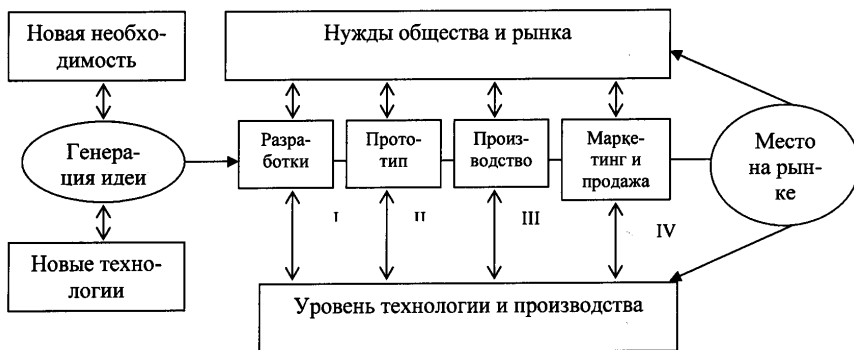 Новая необхо-
димость
Нужды общества и рынка
Генера-
ция идеи
Разра-
ботки
Прото-
тип
Произ-
водство
Марке-
тинг и
продажа
Место
на рын-
ке
I
II
III
IV
Новые техно-
логии
Уровень технологии и производства